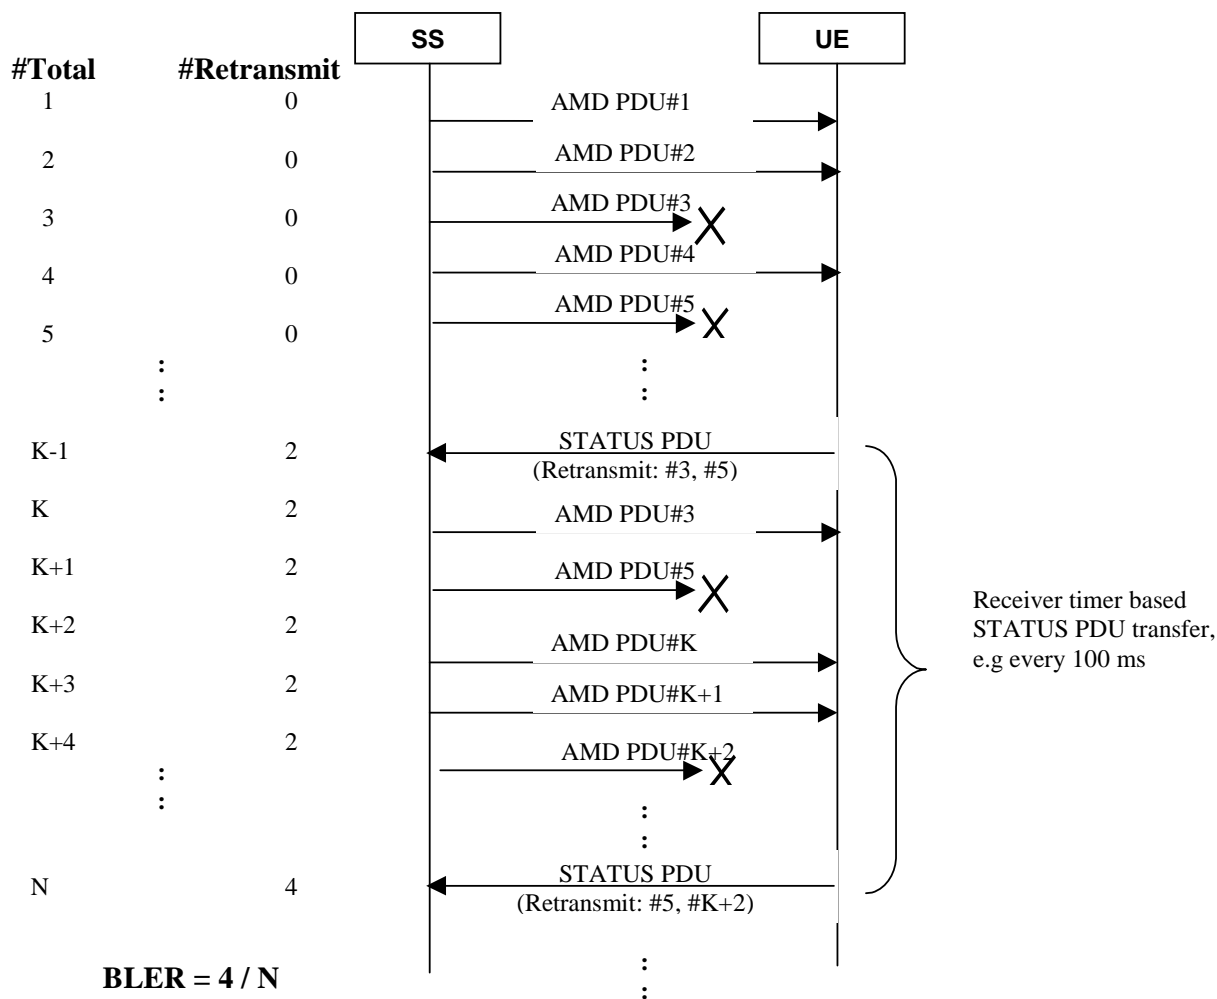 SS UE
#Total #Retransmit
1 0 AMD PDU#1
2 0 AMD PDU#2
3 0 AMD PDU#3
4 0 AMD PDU#4
5 0 AMD PDU#5
: :
: :
K-1 2 STATUS PDU
(Retransmit: #3, #5)
K 2 AMD PDU#3
K+1 2 AMD PDU#5
K+2 2 AMD PDU#K
K+3 2 AMD PDU#K+1
K+4 2 AMD PDU#K+2
Receiver timer based
STATUS PDU transfer,
e.g every 100 ms
: :
: :
N 4 STATUS PDU
(Retransmit: #5, #K+2)
BLER = 4 / N
:
: